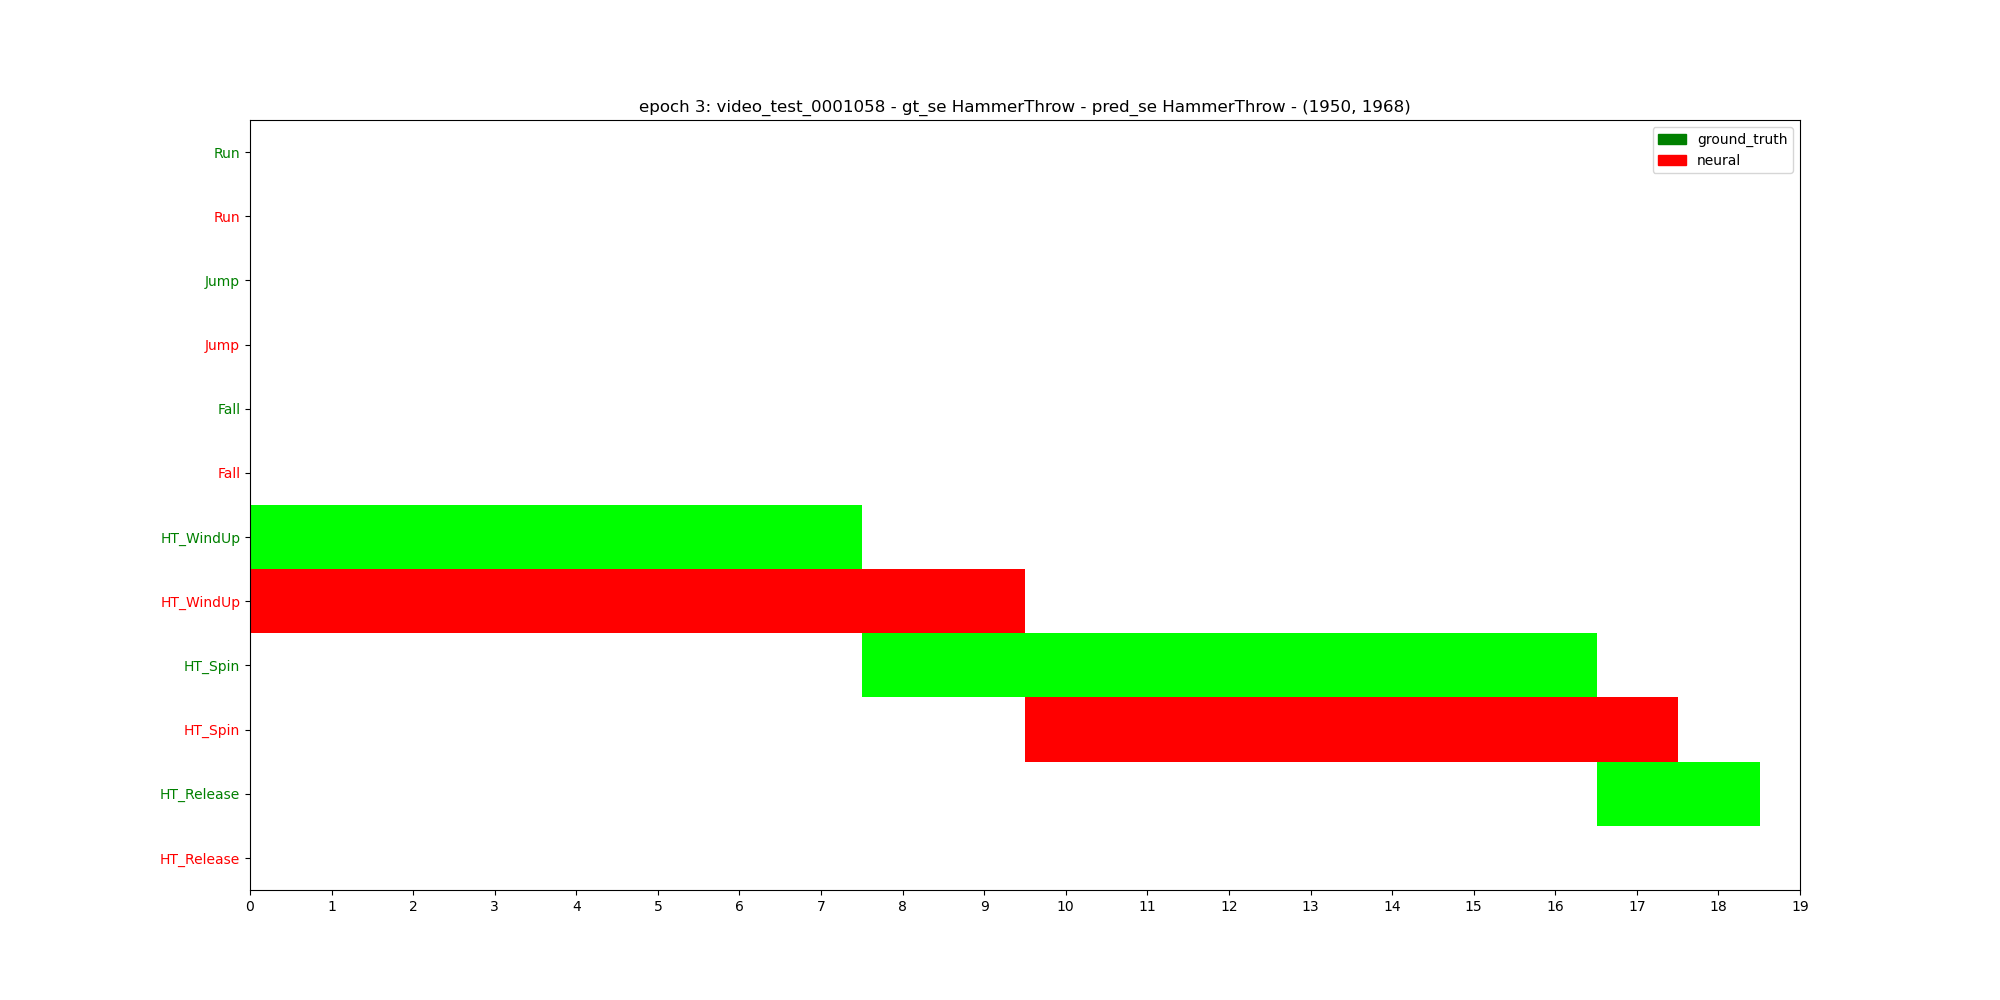 epoch 3: video_test_0001058 - gt_se HammerThrow - pred_se HammerThrow - (1950, 1968)
ground_truth
neural
Run
Run
Jump
Jump
Fall
Fall
HT_WindUp
HT_WindUp
HT_Spin
HT_Spin
HT_Release
HT_Release
0 1 2 3 4 5 6 7 8 9 10 11 12 13 14 15 16 17 18 19